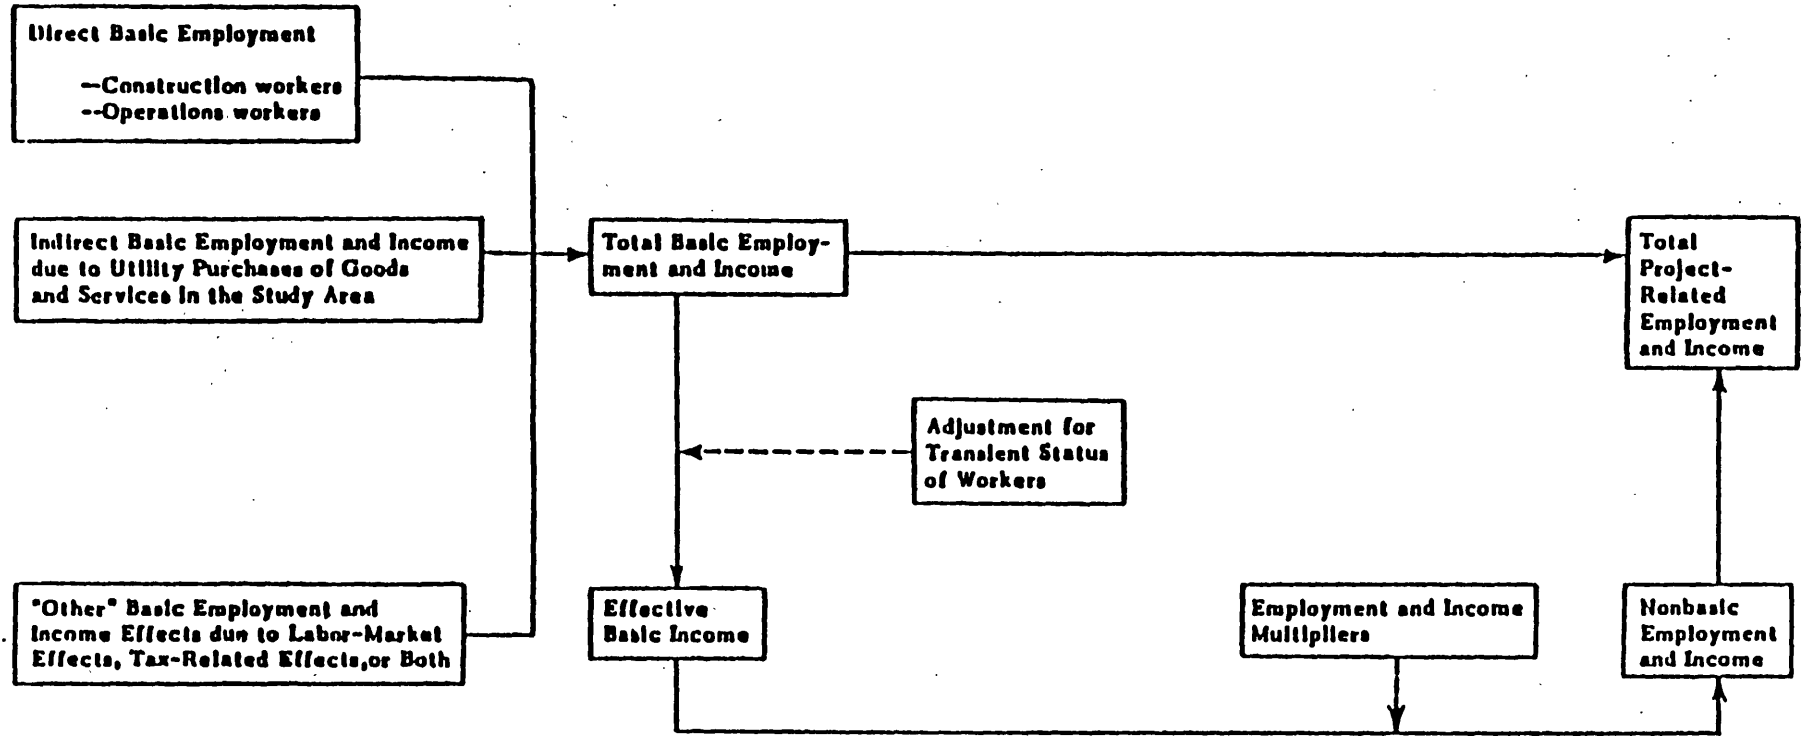 Direct Basic Employment
--Construction workers
--Operations workers
Indirect Basic Employment and Income
due to Utility Purchases of Goods
and Services in the Study Area
"Other" Basic Employment and
Income Effects due to Labor-Market
Effects, Tax-Related Effects,or Both
Total Basic Employ-
ment and Income
Adjustment for
Transient Status
of Workers
Effective
Basic Income
Employment and Income
Multipliers
Total
Project-
Related
Employment
and Income
Nonbasic
Employment
and Income